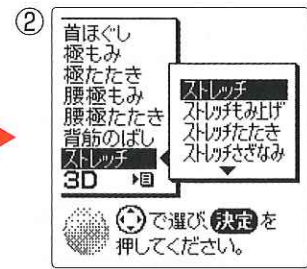 ②
首ほぐし
極もみ
極たたき
腰極もみ
腰極たたき
背筋のばし
ストレッチ
3D
ストレッチ
ストレッチもみ上げ
ストレッチたたき
ストレッチさざなみ
で選び、決定を
押してください。